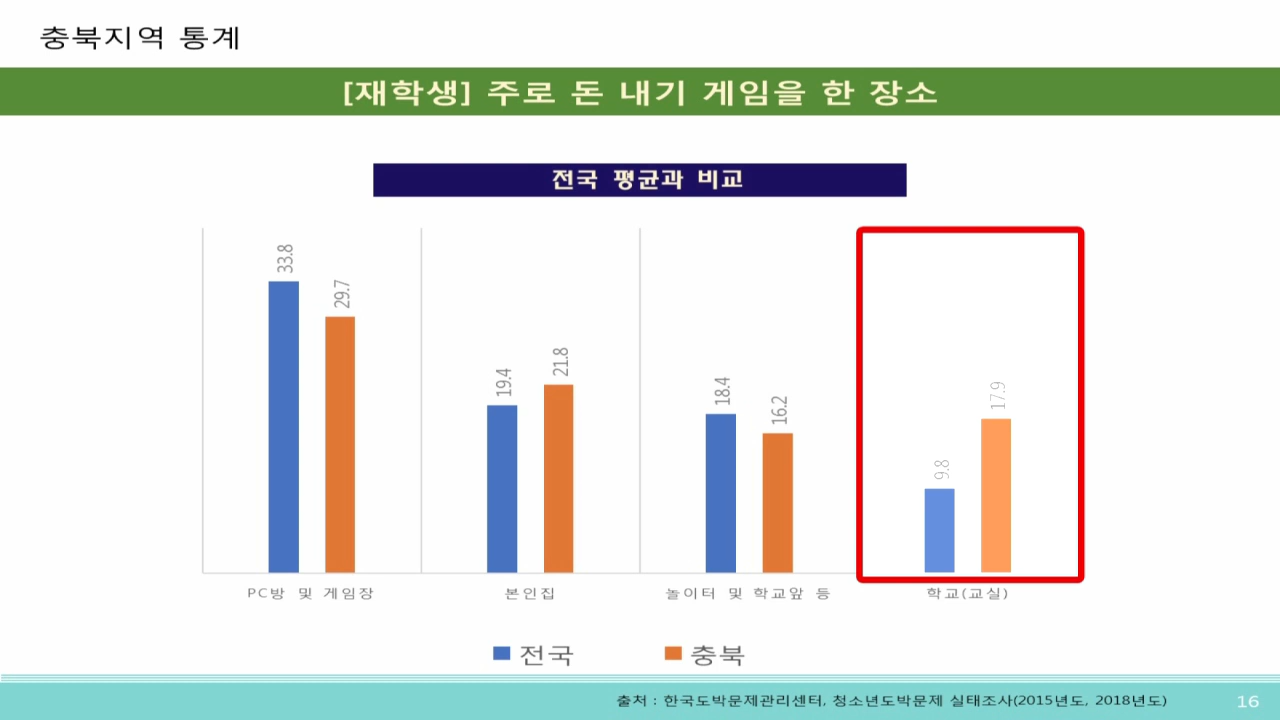 충북지역 통계
[재학생] 주로 돈 내기 게임을 한 장소
전국 평균과 비교
33.8
29.7
19.4
21.8
18.4
16.2
9.8
17.9
PC방 및 게임장
본인집
놀이터 및 학교앞 등
학교(교실)
전국
충북
출처 : 한국도박문제관리센터, 청소년도박문제 실태조사(2015년도, 2018년도)
16